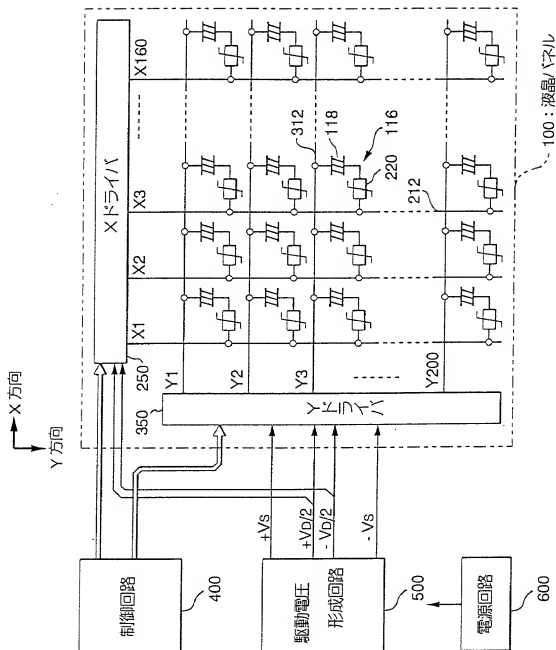 X方向
Y方向
Xドライバ
250
X1
X2
X3
X160
350
Yドライバ
Y1
Y2
Y3
Y200
312
118
116
220
212
100：液晶パネル
制御回路
400
+VS
+VD/2
-VD/2
-VS
駆動電圧
形成回路
500
電源回路
600